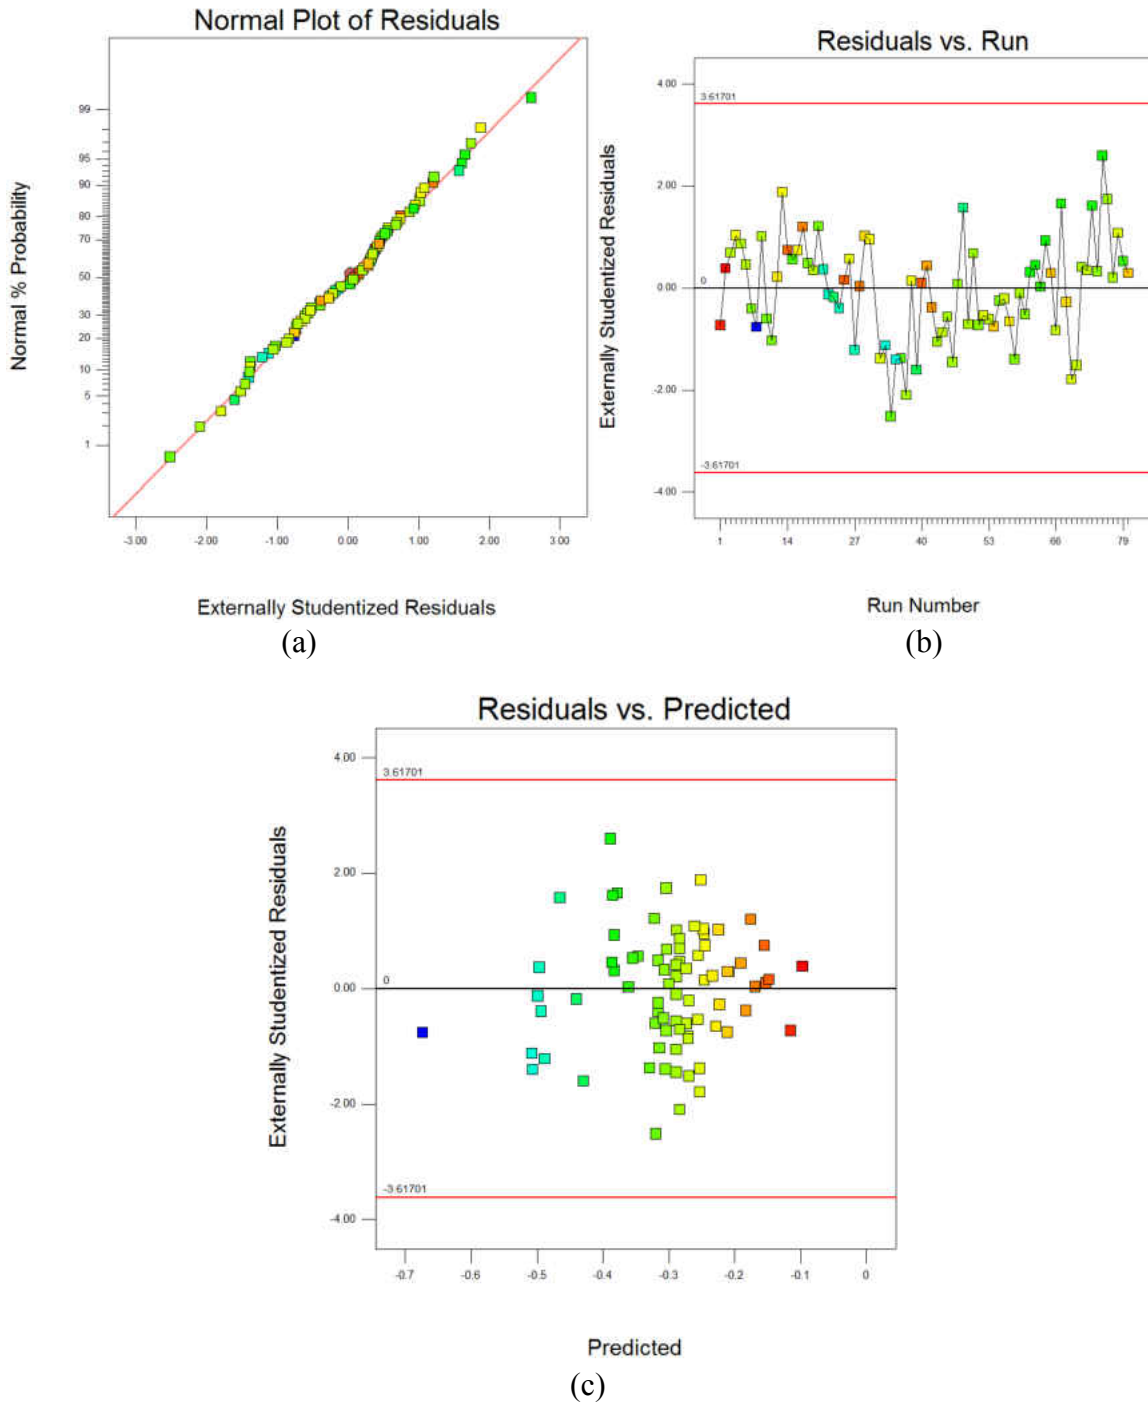 Normal Plot of Residuals
Normal % Probability
99
95
90
80
70
50
30
20
10
5
1
-3.00 -2.00 -1.00 0.00 1.00 2.00 3.00
Externally Studentized Residuals
(a)
Residuals vs. Run
Externally Studentized Residuals
4.00
3.61701
2.00
0
0.00
-2.00
-3.61701
-4.00
1 14 27 40 53 66 79
Run Number
(b)
Residuals vs. Predicted
Externally Studentized Residuals
4.00
3.61701
2.00
0
0.00
-2.00
-3.61701
-4.00
-0.7 -0.6 -0.5 -0.4 -0.3 -0.2 -0.1 0
Predicted
(c)